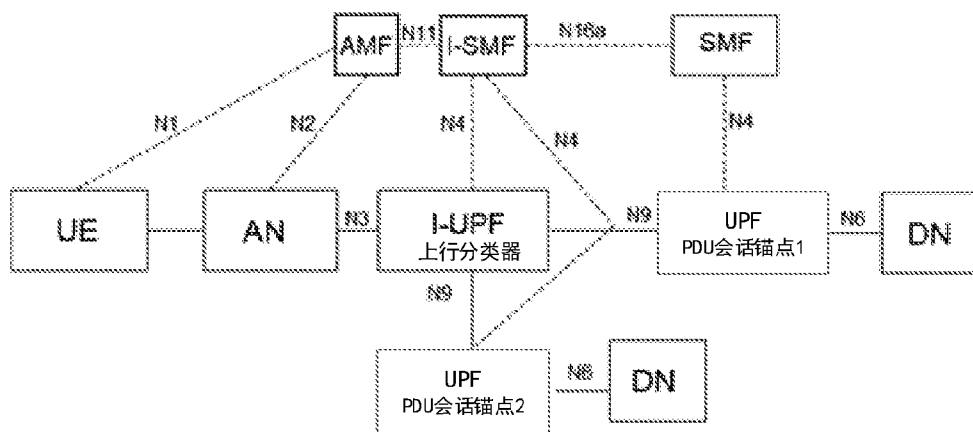 AMF
N11
I-SMF
N16a
SMF
N1
N2
N4
N4
N4
UE
AN
N3
I-UPF
上行分类器
N9
UPF
PDU会话锚点1
N6
DN
N9
UPF
PDU会话锚点2
N6
DN